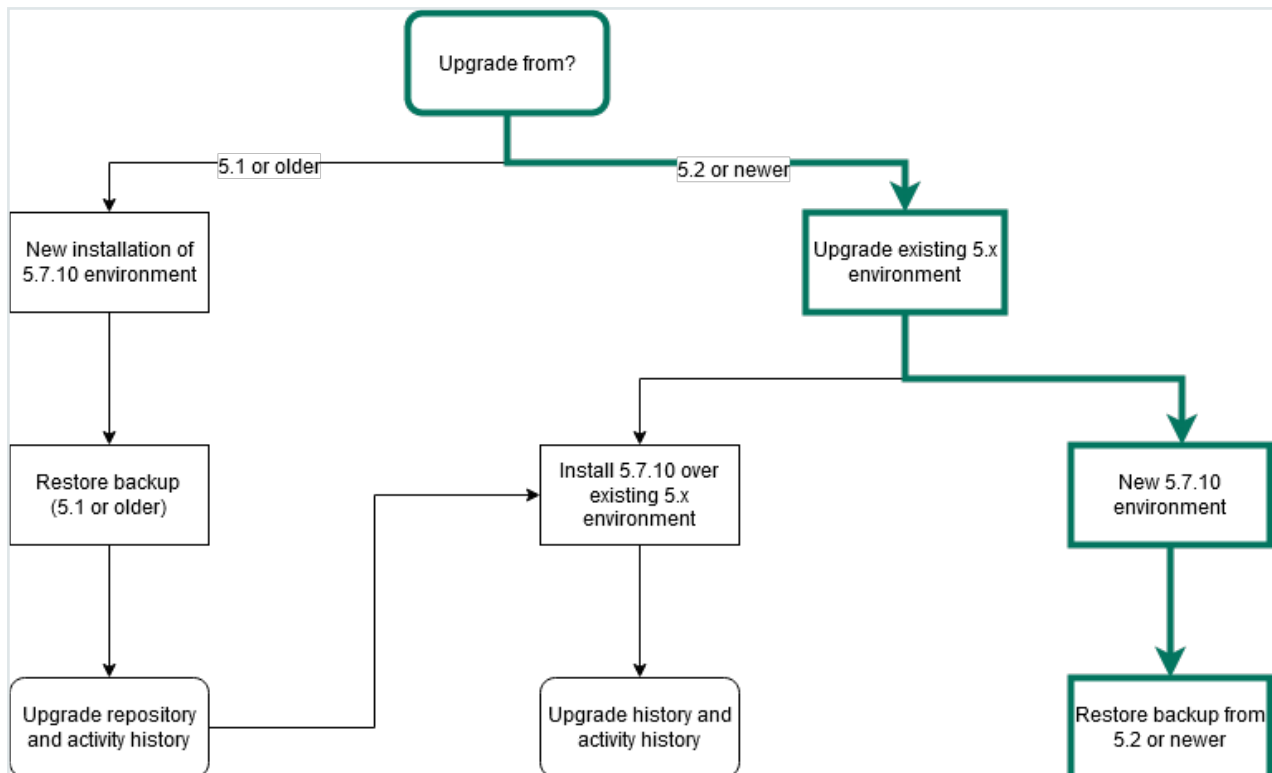 Upgrade from?
5.1 or older
5.2 or newer
New installation of
5.7.10 environment
Upgrade existing 5.x
environment
Restore backup
(5.1 or older)
Install 5.7.10 over
existing 5.x
environment
New 5.7.10
environment
Upgrade repository
and activity history
Upgrade history and
activity history
Restore backup from
5.2 or newer